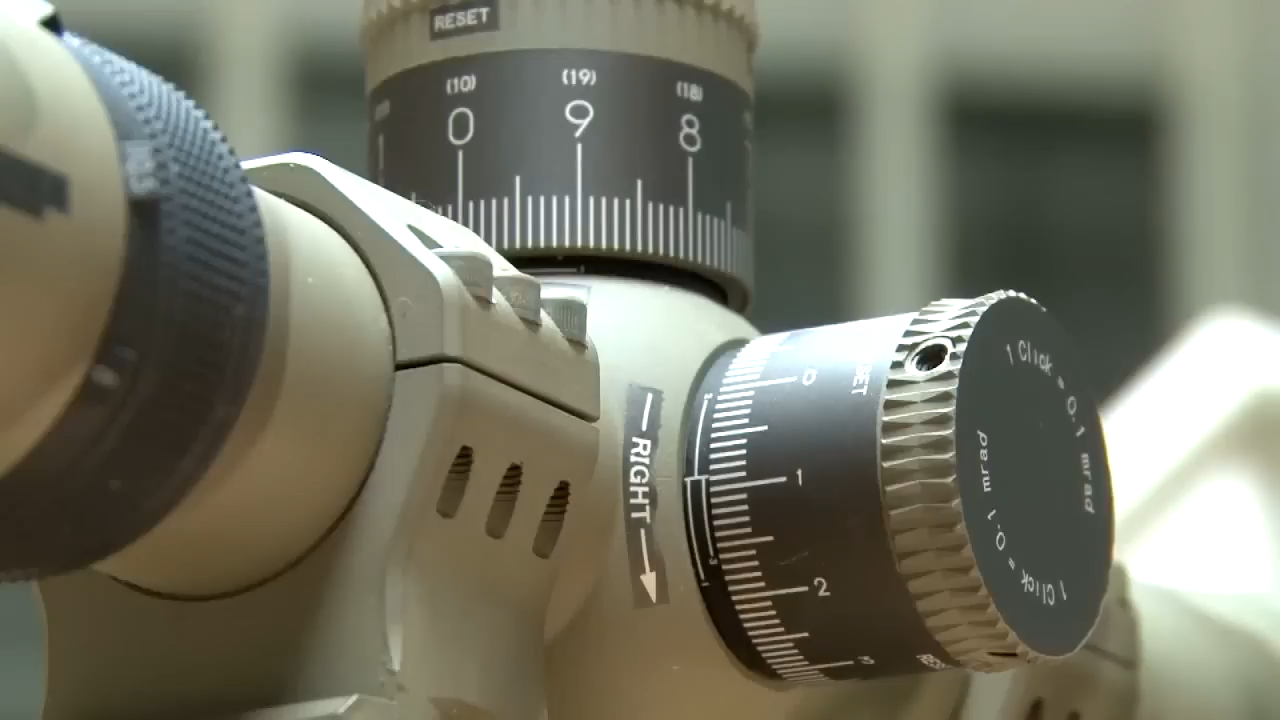 RESET
(10) (19) (18)
0 9 8
RIGHT
0
1
2
3
1 Click = 0.1 mrad
1 Click = 0.1 mrad